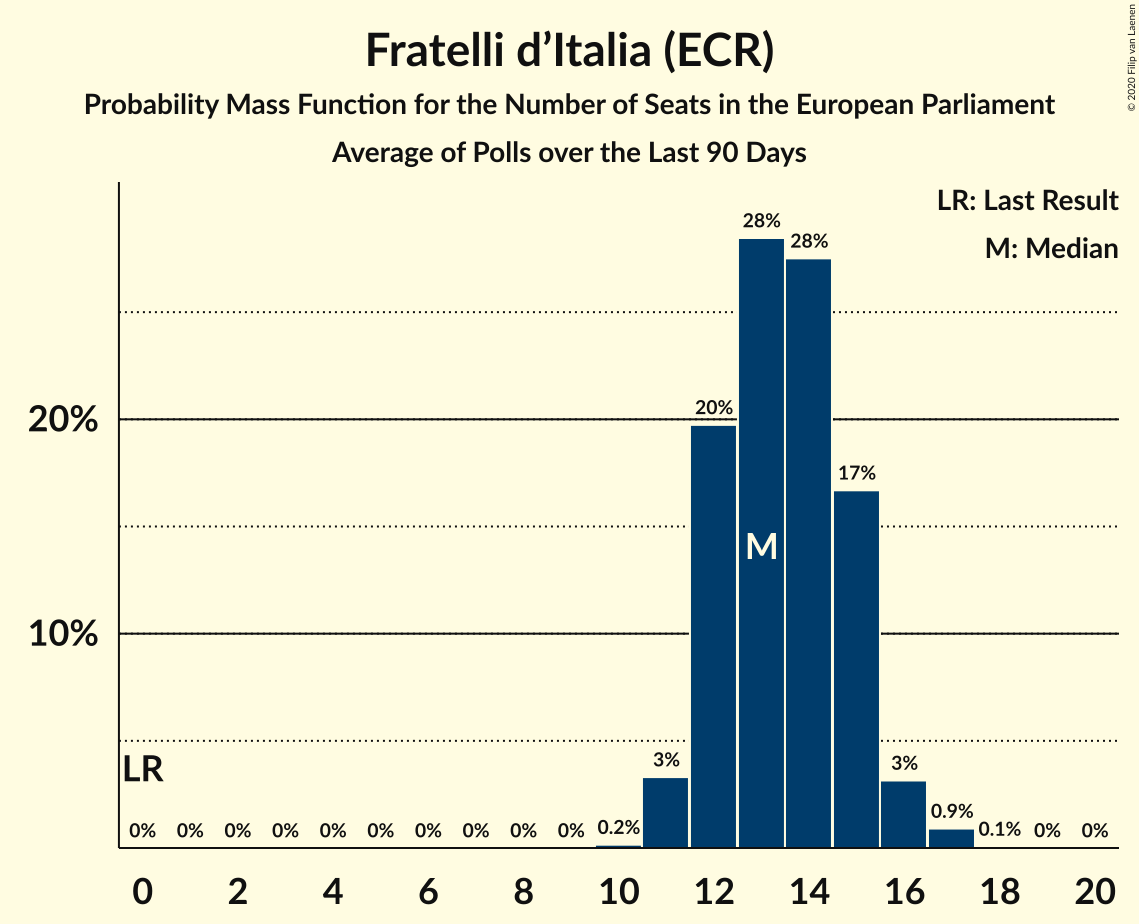 Fratelli d’Italia (ECR)
Probability Mass Function for the Number of Seats in the European Parliament
Average of Polls over the Last 90 Days
© 2020 Filip van Laenen
LR: Last Result
M: Median
28%
28%
20%
20%
17%
M
10%
LR
3%
3%
0% 0% 0% 0% 0% 0% 0% 0% 0% 0% 0.2% 0.9% 0.1% 0% 0%
0 2 4 6 8 10 12 14 16 18 20